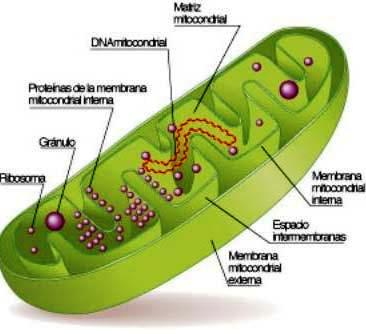 Matriz
mitocondrial
DNA mitocondrial
Proteínas de la membrana
mitocondrial interna
Gránulo
Ribosoma
Membrana
mitocondrial
interna
Espacio
intermembranas
Membrana
mitocondrial
externa